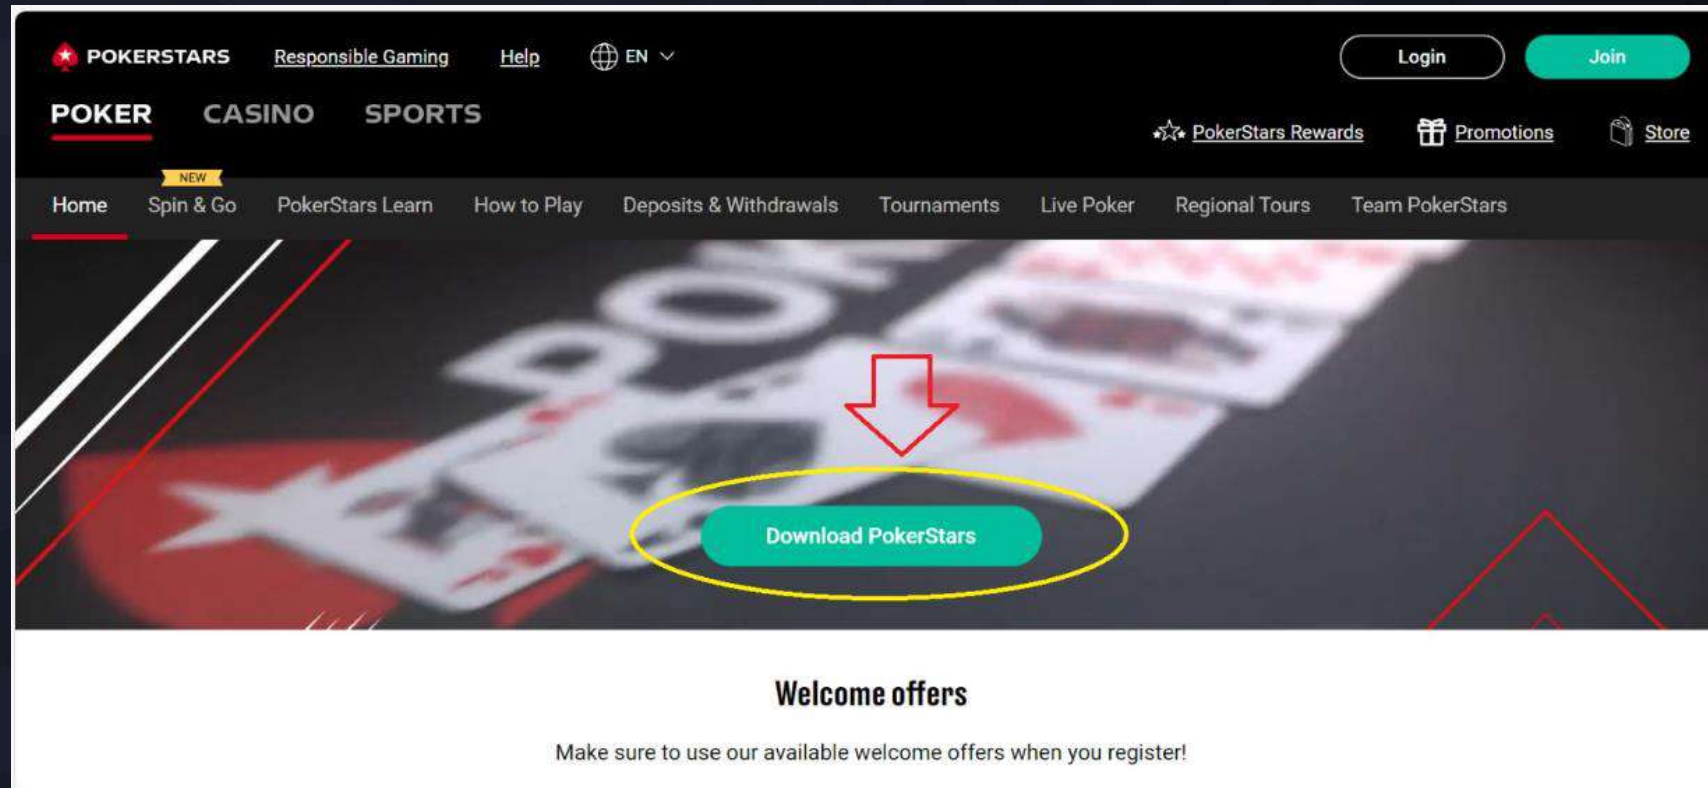 POKERSTARS Responsible Gaming Help EN Login Join
POKER CASINO SPORTS
PokerStars Rewards Promotions Store
NEW
Home Spin & Go PokerStars Learn How to Play Deposits & Withdrawals Tournaments Live Poker Regional Tours Team PokerStars
Download PokerStars
Welcome offers
Make sure to use our available welcome offers when you register!